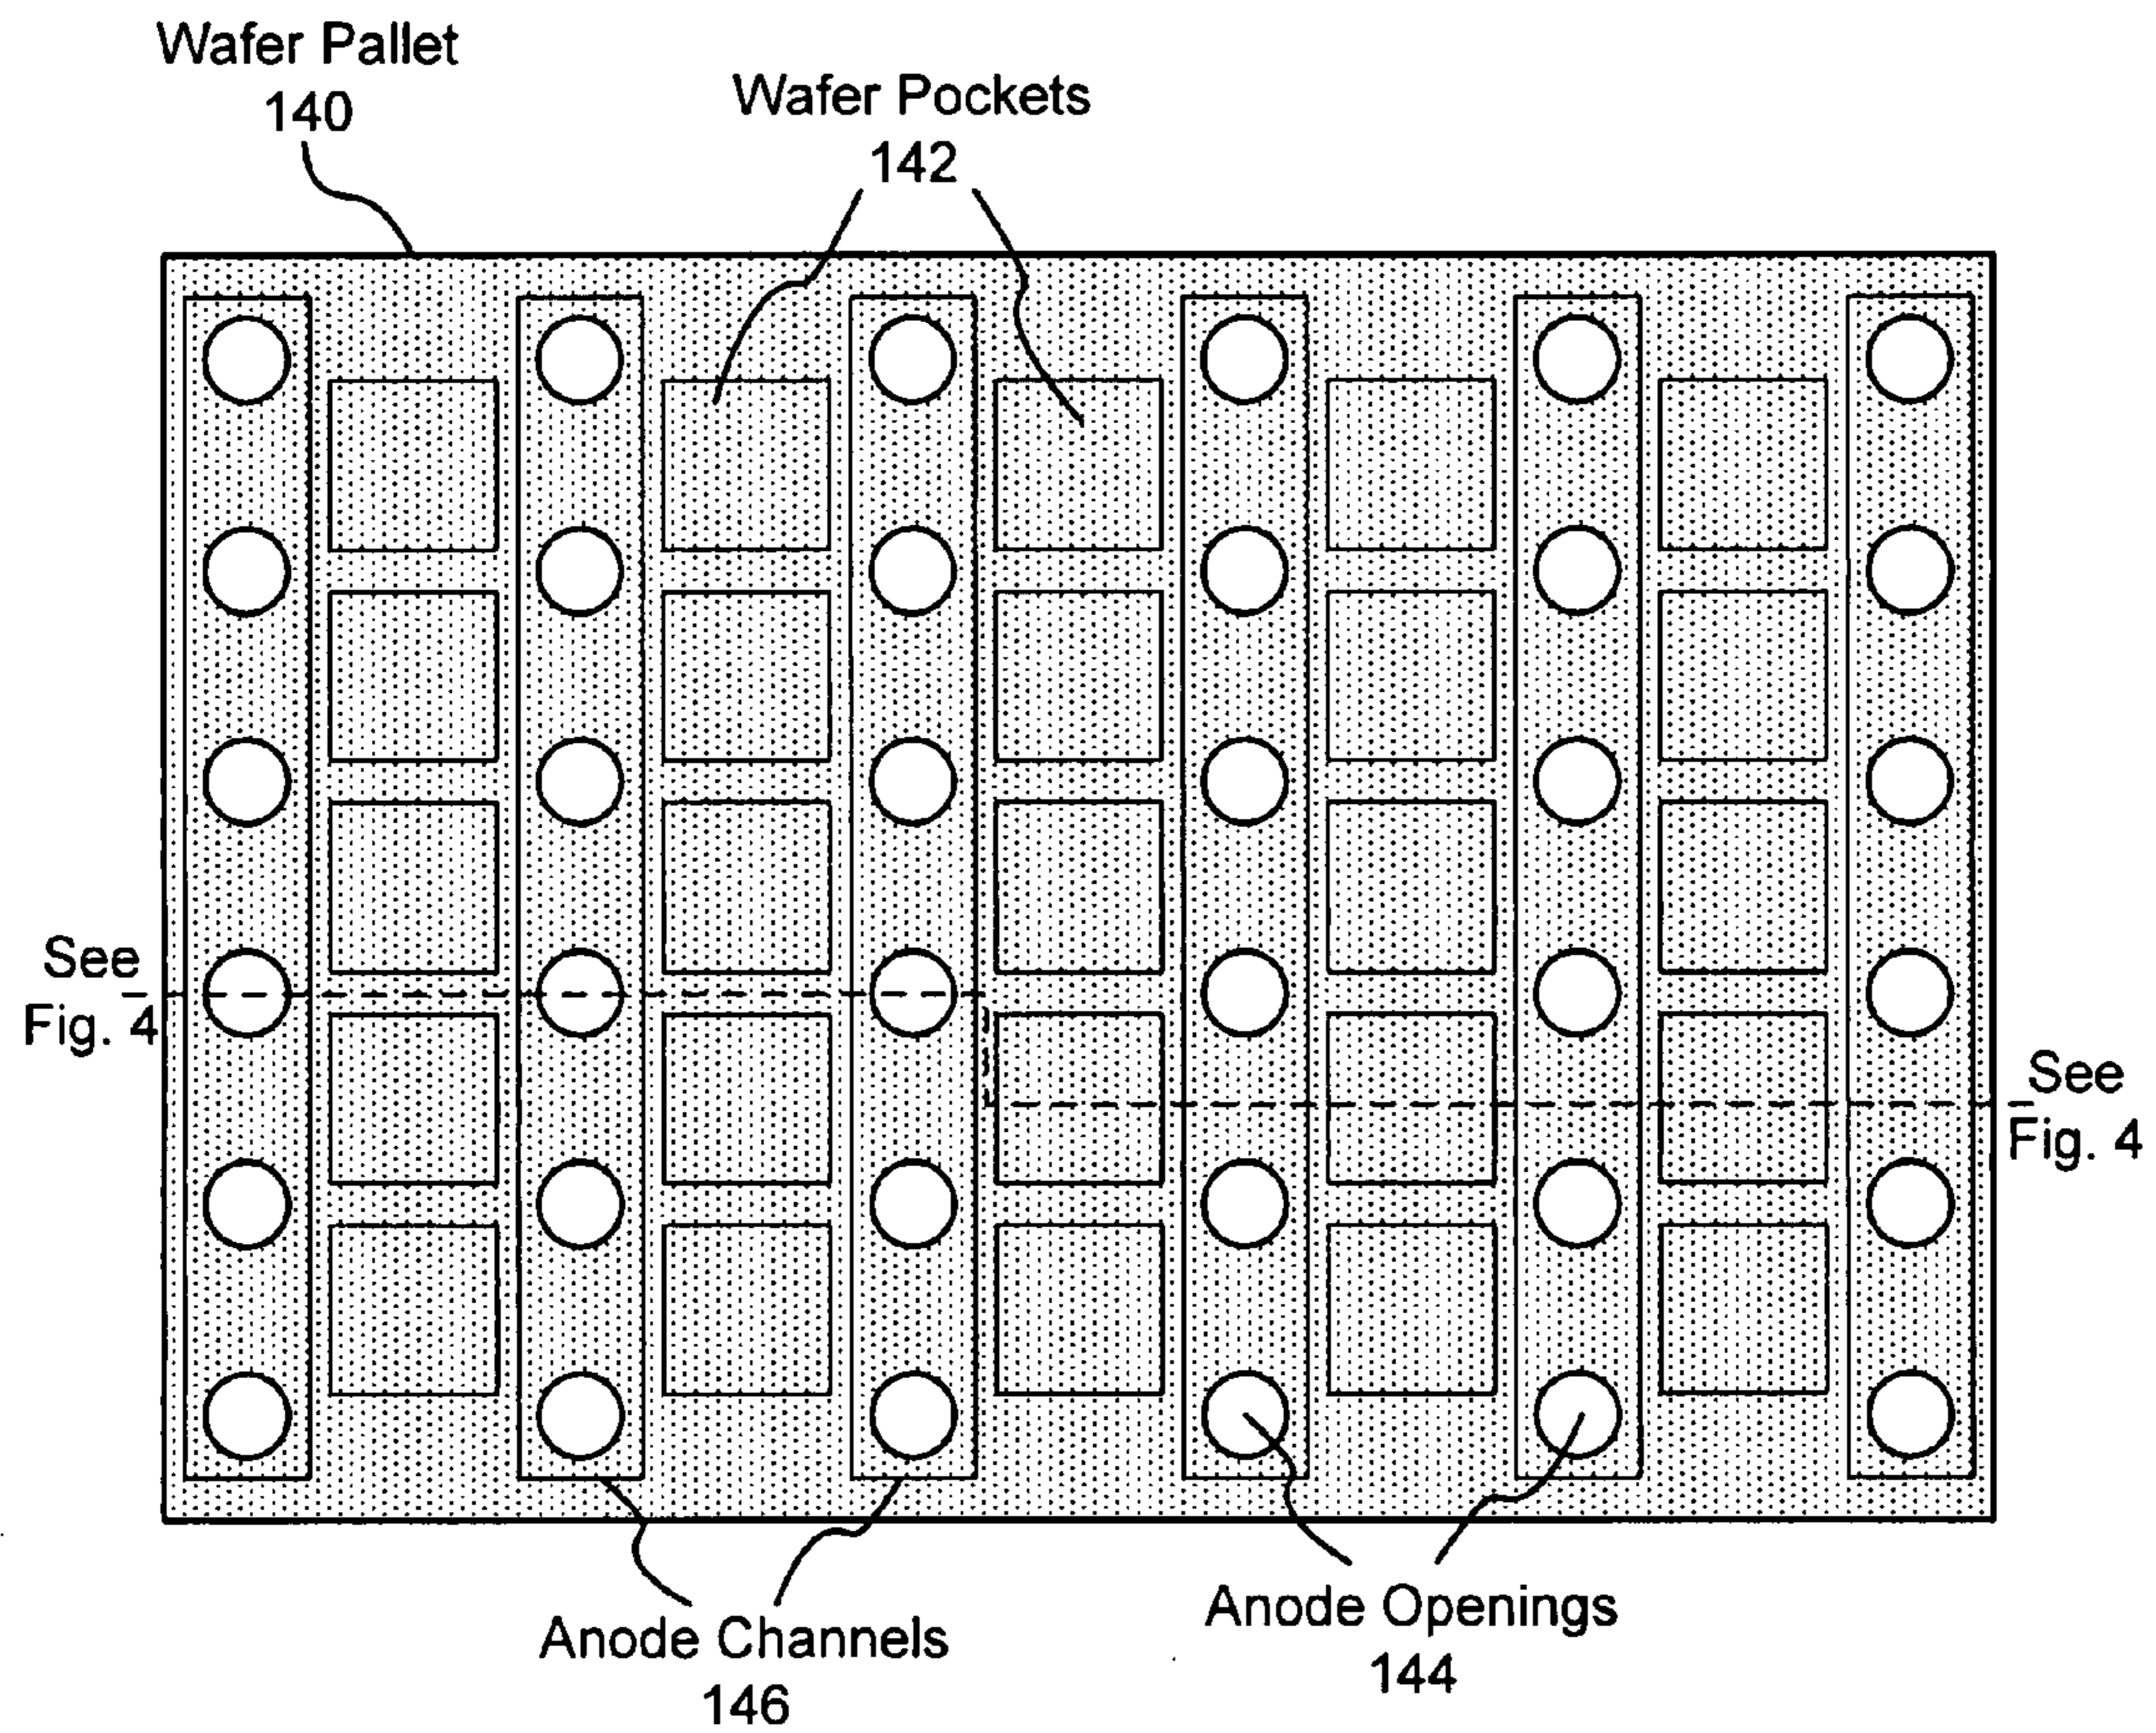 Wafer Pallet
140
Wafer Pockets
142
See
Fig. 4
See
Fig. 4
Anode Channels
146
Anode Openings
144